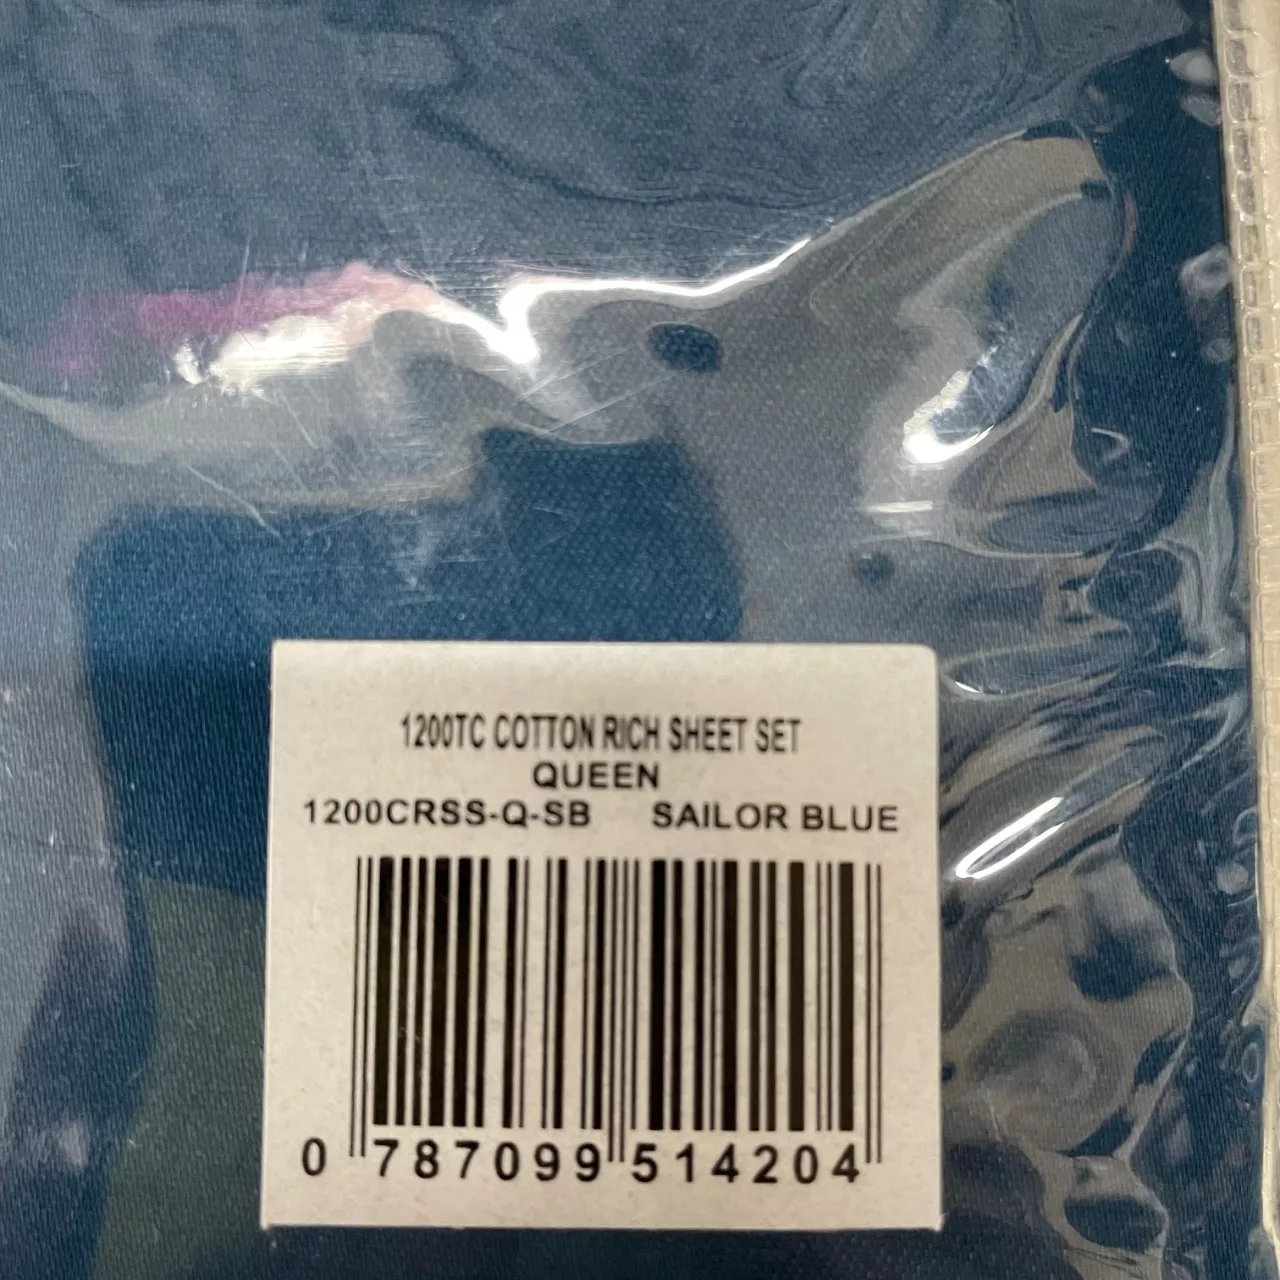 1200TC COTTON RICH SHEET SET
QUEEN
1200CRSS-Q-SB SAILOR BLUE
0 787099 514204